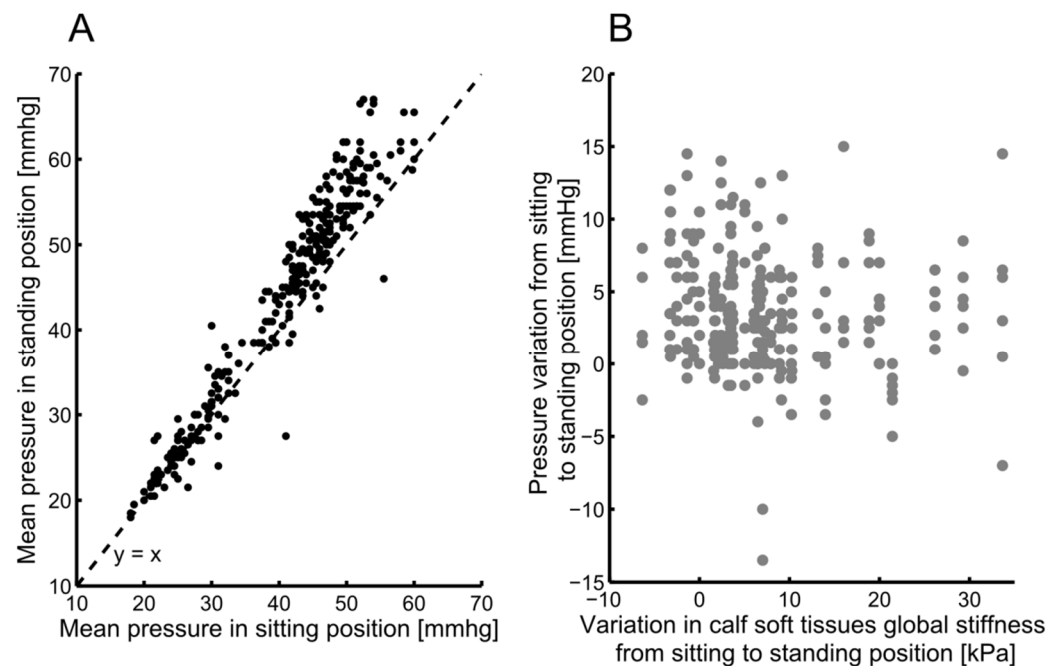 A
Mean pressure in standing position [mmhg]
70
60
50
40
30
20
10
y = x
10 20 30 40 50 60 70
Mean pressure in sitting position [mmhg]
B
Pressure variation from sitting
to standing position [mmHg]
20
15
10
5
0
−5
−10
−15
−10 0 10 20 30
Variation in calf soft tissues global stiffness
from sitting to standing position [kPa]